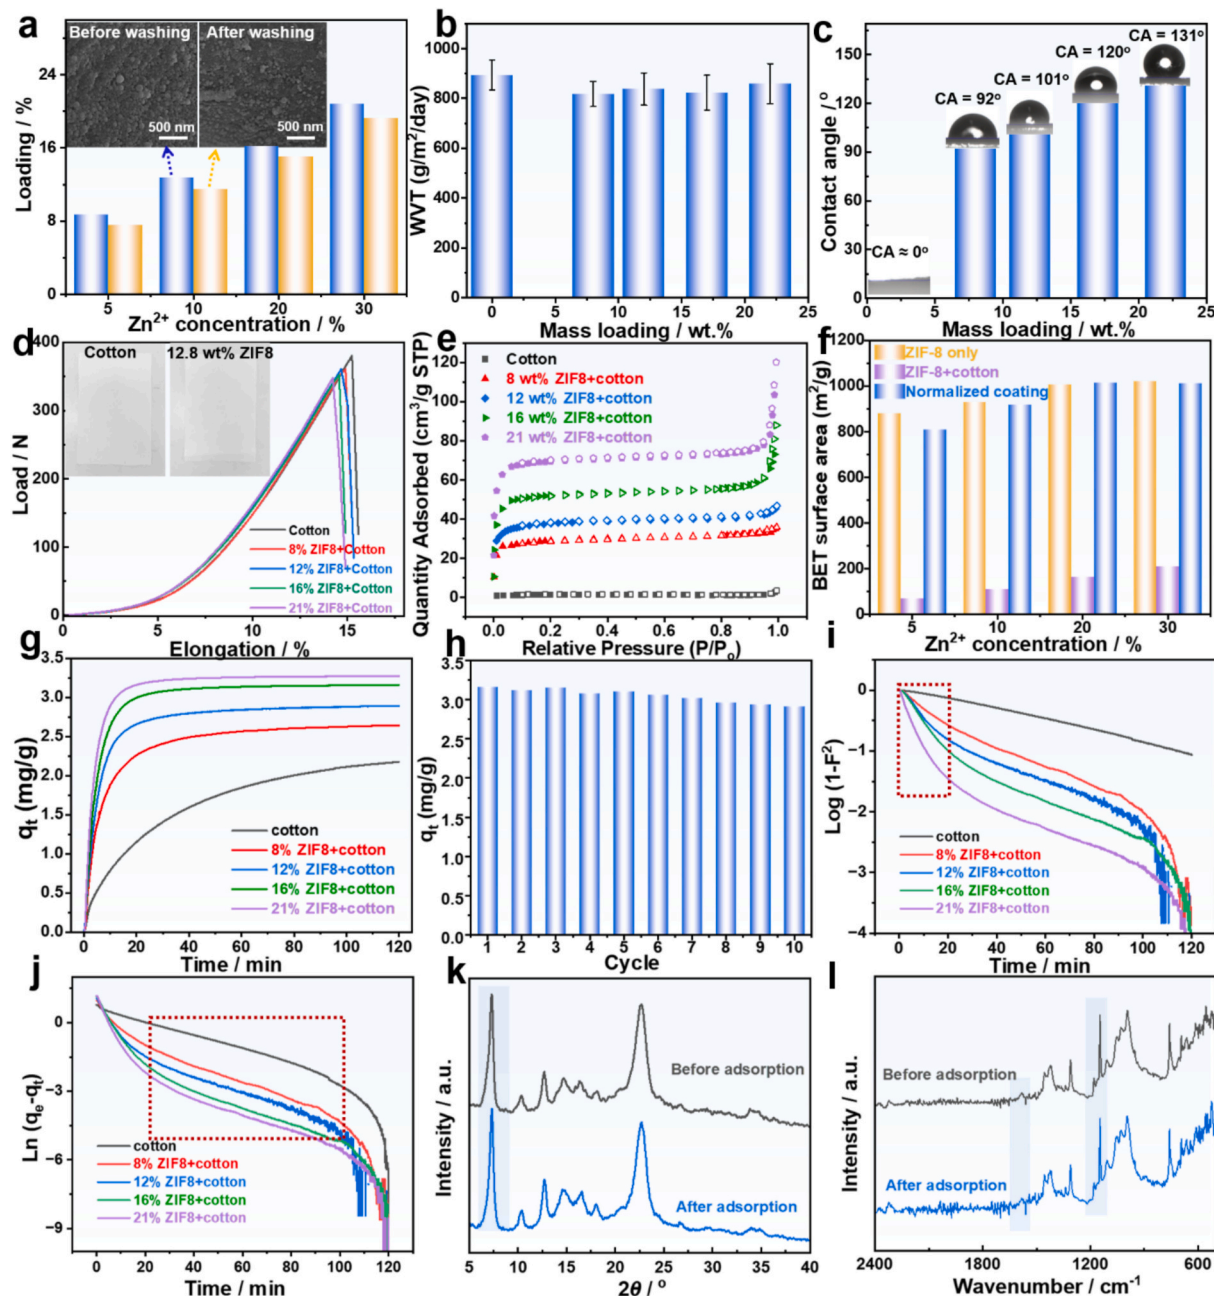 a
Before washing
After washing
500 nm
500 nm
28
24
16
8
0
Loading / %
5
10
20
30
Zn²⁺ concentration / %
b
1000
900
800
700
600
500
400
300
200
100
0
WVT (g/m²/day)
0
5
10
15
20
25
Mass loading / wt.%
c
150
120
90
60
30
0
Contact angle / °
CA ≈ 0°
CA = 92°
CA = 101°
CA = 120°
CA = 131°
0
5
10
15
20
25
Mass loading / wt.%
d
Cotton
12.8 wt% ZIF8
400
300
200
100
0
Load / N
Cotton
8% ZIF8+Cotton
12% ZIF8+Cotton
16% ZIF8+Cotton
21% ZIF8+Cotton
0
5
10
15
Elongation / %
e
120
100
80
60
40
20
0
Quantity Adsorbed (cm³/g STP)
Cotton
8 wt% ZIF8+cotton
12 wt% ZIF8+cotton
16 wt% ZIF8+cotton
21 wt% ZIF8+cotton
0.0
0.2
0.4
0.6
0.8
1.0
Relative Pressure (P/Pₒ)
f
ZIF-8 only
ZIF-8+cotton
Normalized coating
1000
800
600
400
200
0
BET surface area (m²/g)
5
10
20
30
Zn²⁺ concentration / %
g
3.5
3.0
2.5
2.0
1.5
1.0
0.5
0.0
qₜ (mg/g)
cotton
8% ZIF8+cotton
12% ZIF8+cotton
16% ZIF8+cotton
21% ZIF8+cotton
0
20
40
60
80
100
120
Time / min
h
3.5
3.0
2.5
2.0
1.5
1.0
0.5
0.0
qₜ (mg/g)
1
2
3
4
5
6
7
8
9
10
Cycle
i
0
-1
-2
-3
-4
Log (1-F²)
cotton
8% ZIF8+cotton
12% ZIF8+cotton
16% ZIF8+cotton
21% ZIF8+cotton
0
20
40
60
80
100
120
Time / min
j
0
-3
-6
-9
Ln (qₑ-qₜ)
cotton
8% ZIF8+cotton
12% ZIF8+cotton
16% ZIF8+cotton
21% ZIF8+cotton
0
20
40
60
80
100
120
Time / min
k
Intensity / a.u.
Before adsorption
After adsorption
5
10
15
20
25
30
35
40
2θ / °
l
Intensity / a.u.
Before adsorption
After adsorption
2400
1800
1200
600
Wavenumber / cm⁻¹